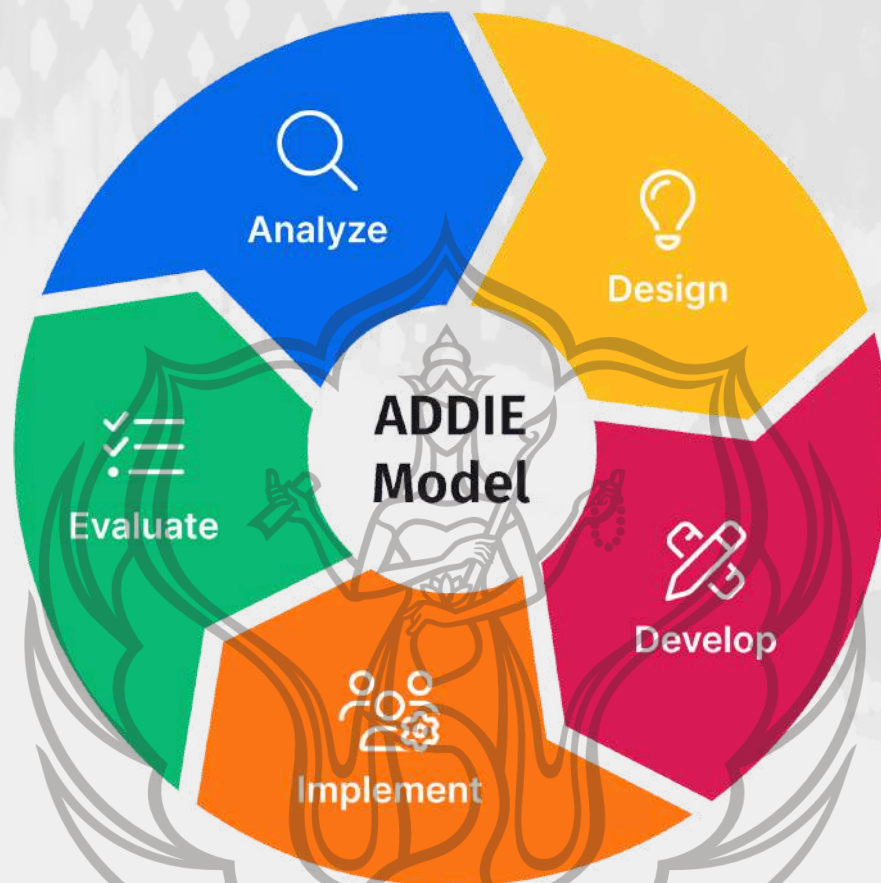 ADDIE
Model
Analyze
Design
Develop
Implement
Evaluate